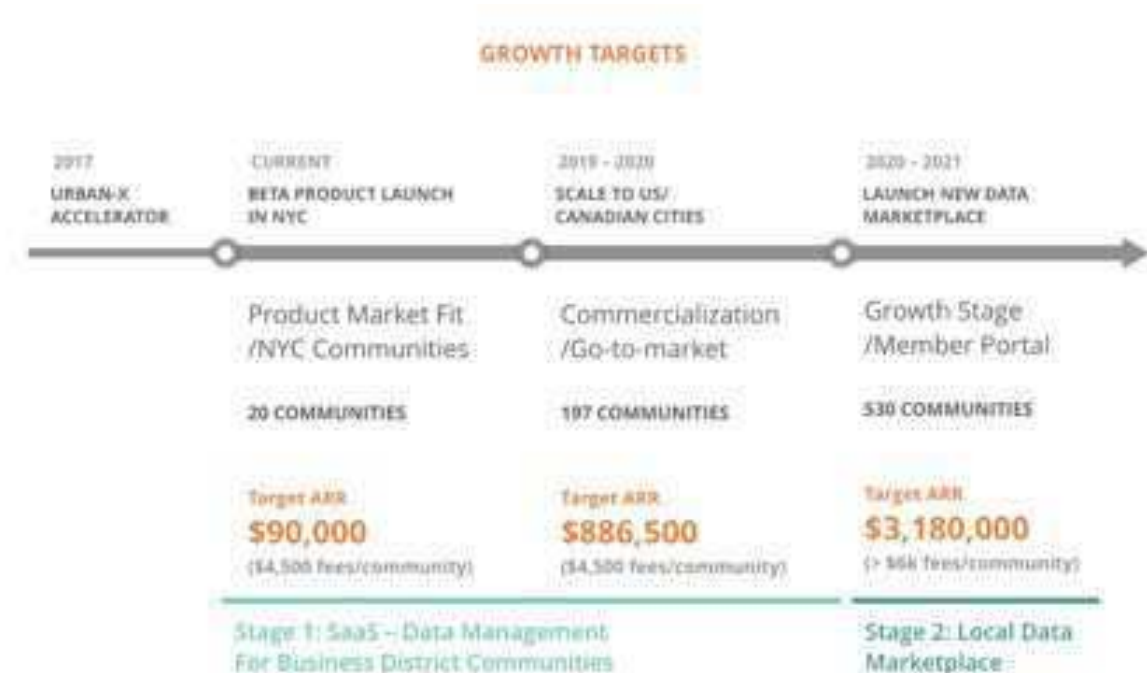 GROWTH TARGETS
2017
URBAN-X
ACCELERATOR
CURRENT
BETA PRODUCT LAUNCH
IN NYC
2019 - 2020
SCALE TO US/
CANADIAN CITIES
2020 - 2021
LAUNCH NEW DATA
MARKETPLACE
Product Market Fit
/NYC Communities
Commercialization
/Go-to-market
Growth Stage
/Member Portal
20 COMMUNITIES
197 COMMUNITIES
530 COMMUNITIES
Target ARR
$90,000
($4,500 fees/community)
Target ARR
$886,500
($4,500 fees/community)
Target ARR
$3,180,000
(> $6k fees/community)
Stage 1: SaaS – Data Management
For Business District Communities
Stage 2: Local Data
Marketplace